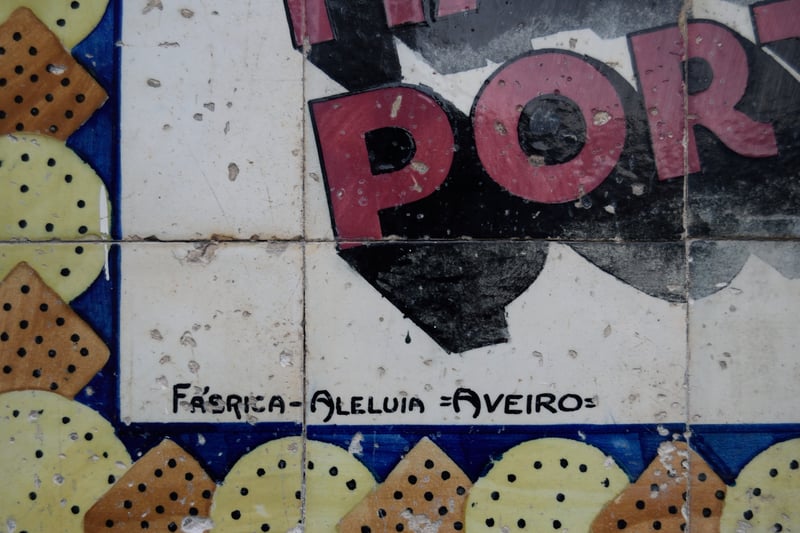 POR
FÁBRICA-ALELUIA =AVEIRO=